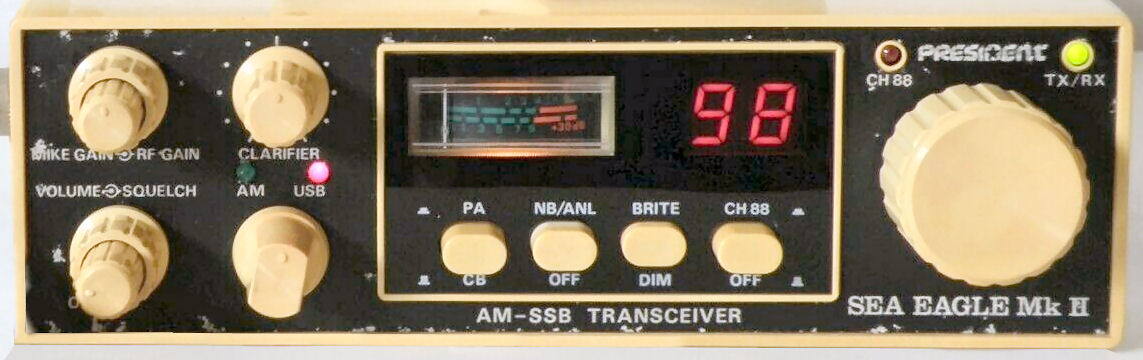 MIKE GAIN RF GAIN
VOLUME SQUELCH
CLARIFIER
AM USB
+30dB
98
PA NB/ANL BRITE CH 88
CB OFF DIM OFF
AM-SSB TRANSCEIVER
PRESIDENT
CH 88 TX/RX
SEA EAGLE Mk II